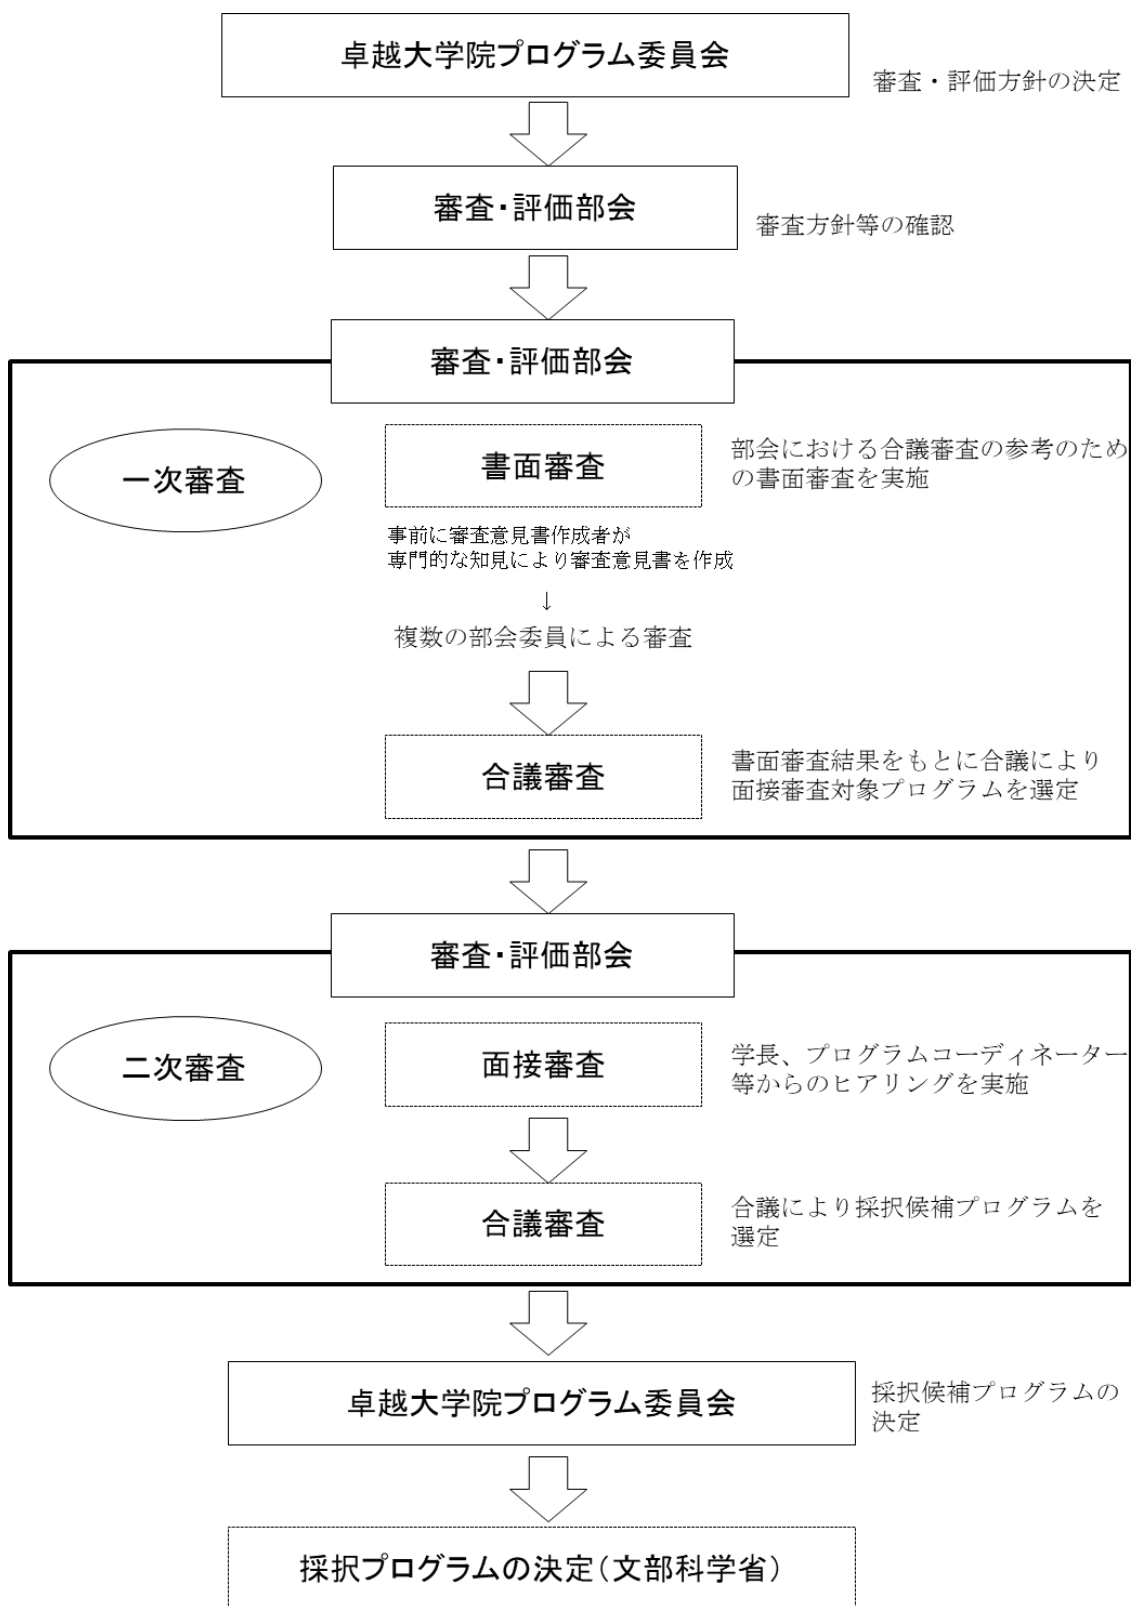 卓越大学院プログラム委員会
審査・評価方針の決定
審査・評価部会
審査方針等の確認
審査・評価部会
一次審査
書面審査
部会における合議審査の参考のため
の書面審査を実施
事前に審査意見書作成者が
専門的な知見により審査意見書を作成
↓
複数の部会委員による審査
合議審査
書面審査結果をもとに合議により
面接審査対象プログラムを選定
審査・評価部会
二次審査
面接審査
学長、プログラムコーディネーター
等からのヒアリングを実施
合議審査
合議により採択候補プログラムを
選定
卓越大学院プログラム委員会
採択候補プログラムの
決定
採択プログラムの決定(文部科学省)